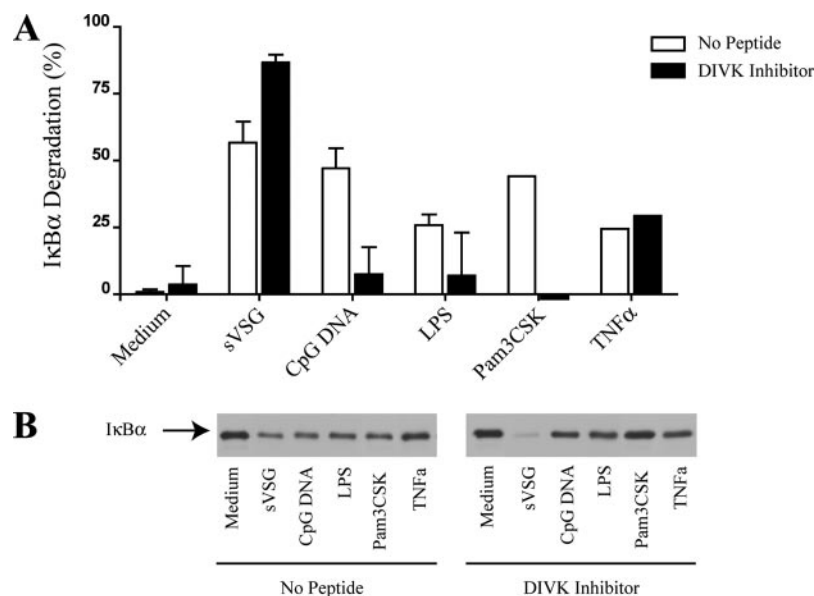 A
IκBα Degradation (%)
100
75
50
25
0
No Peptide
DIVK Inhibitor
Medium
sVSG
CpG DNA
LPS
Pam3CSK
TNFα
B
IκBα
Medium
sVSG
CpG DNA
LPS
Pam3CSK
TNFa
No Peptide
Medium
sVSG
CpG DNA
LPS
Pam3CSK
TNFa
DIVK Inhibitor